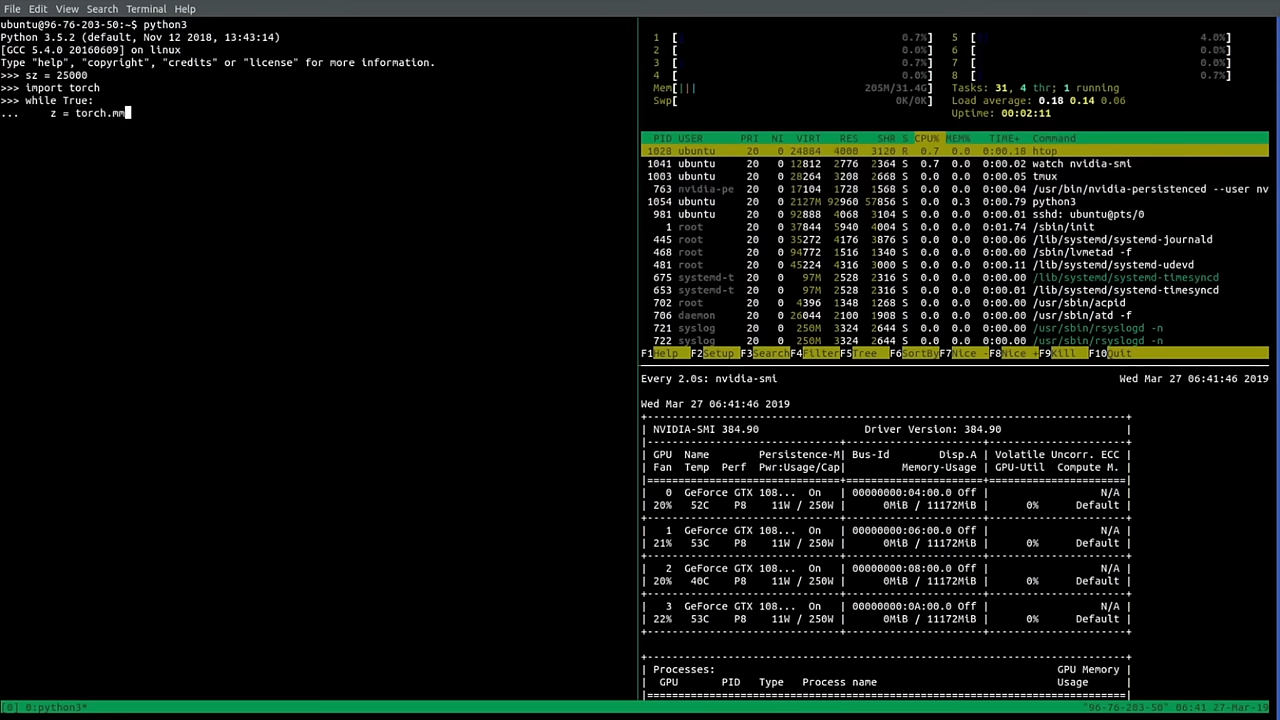 File Edit View Search Terminal Help
ubuntu@96-76-203-50:~$ python3
Python 3.5.2 (default, Nov 12 2018, 13:43:14)
[GCC 5.4.0 20160609] on linux
Type "help", "copyright", "credits" or "license" for more information.
>>> sz = 25000
>>> import torch
>>> while True:
...     z = torch.mm
1 [ 0.7%] 5 [ 4.0%]
2 [ 0.0%] 6 [ 0.0%]
3 [ 0.7%] 7 [ 0.0%]
4 [ 0.0%] 8 [ 0.7%]
Mem[||| 205M/31.4G] Tasks: 31, 4 thr; 1 running
Swp[ 0K/0K] Load average: 0.18 0.14 0.06
Uptime: 00:02:11
PID USER PRI NI VIRT RES SHR S CPU% MEM% TIME+ Command
1028 ubuntu 20 0 24884 4000 3120 R 0.7 0.0 0:00.18 htop
1041 ubuntu 20 0 12812 2776 2364 S 0.7 0.0 0:00.02 watch nvidia-smi
1003 ubuntu 20 0 28264 3208 2668 S 0.0 0.0 0:00.05 tmux
763 nvidia-pe 20 0 17104 1728 1568 S 0.0 0.0 0:00.04 /usr/bin/nvidia-persistenced --user nv
1054 ubuntu 20 0 2127M 92960 57856 S 0.0 0.3 0:00.79 python3
981 ubuntu 20 0 92888 4068 3104 S 0.0 0.0 0:00.01 sshd: ubuntu@pts/0
1 root 20 0 37844 5940 4004 S 0.0 0.0 0:01.74 /sbin/init
445 root 20 0 35272 4176 3876 S 0.0 0.0 0:00.06 /lib/systemd/systemd-journald
468 root 20 0 94772 1516 1340 S 0.0 0.0 0:00.00 /sbin/lvmetad -f
481 root 20 0 45224 4316 3000 S 0.0 0.0 0:00.11 /lib/systemd/systemd-udevd
675 systemd-t 20 0 97M 2528 2316 S 0.0 0.0 0:00.00 /lib/systemd/systemd-timesyncd
653 systemd-t 20 0 97M 2528 2316 S 0.0 0.0 0:00.01 /lib/systemd/systemd-timesyncd
702 root 20 0 4396 1348 1268 S 0.0 0.0 0:00.00 /usr/sbin/acpid
706 daemon 20 0 26044 2100 1908 S 0.0 0.0 0:00.00 /usr/sbin/atd -f
721 syslog 20 0 250M 3324 2644 S 0.0 0.0 0:00.00 /usr/sbin/rsyslogd -n
722 syslog 20 0 250M 3324 2644 S 0.0 0.0 0:00.00 /usr/sbin/rsyslogd -n
F1Help F2Setup F3SearchF4FilterF5Tree F6SortByF7Nice -F8Nice +F9Kill F10Quit
Every 2.0s: nvidia-smi Wed Mar 27 06:41:46 2019
Wed Mar 27 06:41:46 2019
+-----------------------------------------------------------------------------+
| NVIDIA-SMI 384.90                 Driver Version: 384.90                    |
|-------------------------------+----------------------+----------------------+
| GPU  Name        Persistence-M| Bus-Id        Disp.A | Volatile Uncorr. ECC |
| Fan  Temp  Perf  Pwr:Usage/Cap|         Memory-Usage | GPU-Util  Compute M. |
|===============================+======================+======================|
|   0  GeForce GTX 108...  On   | 00000000:04:00.0 Off |                  N/A |
| 20%   52C    P8    11W / 250W |      0MiB / 11172MiB |      0%      Default |
+-------------------------------+----------------------+----------------------+
|   1  GeForce GTX 108...  On   | 00000000:06:00.0 Off |                  N/A |
| 21%   53C    P8    11W / 250W |      0MiB / 11172MiB |      0%      Default |
+-------------------------------+----------------------+----------------------+
|   2  GeForce GTX 108...  On   | 00000000:08:00.0 Off |                  N/A |
| 20%   40C    P8    11W / 250W |      0MiB / 11172MiB |      0%      Default |
+-------------------------------+----------------------+----------------------+
|   3  GeForce GTX 108...  On   | 00000000:0A:00.0 Off |                  N/A |
| 22%   53C    P8    11W / 250W |      0MiB / 11172MiB |      0%      Default |
+-------------------------------+----------------------+----------------------+
+-----------------------------------------------------------------------------+
| Processes:                                                       GPU Memory |
|  GPU       PID   Type   Process name                             Usage      |
|=============================================================================|
[0] 0:python3* "96-76-203-50" 06:41 27-Mar-19